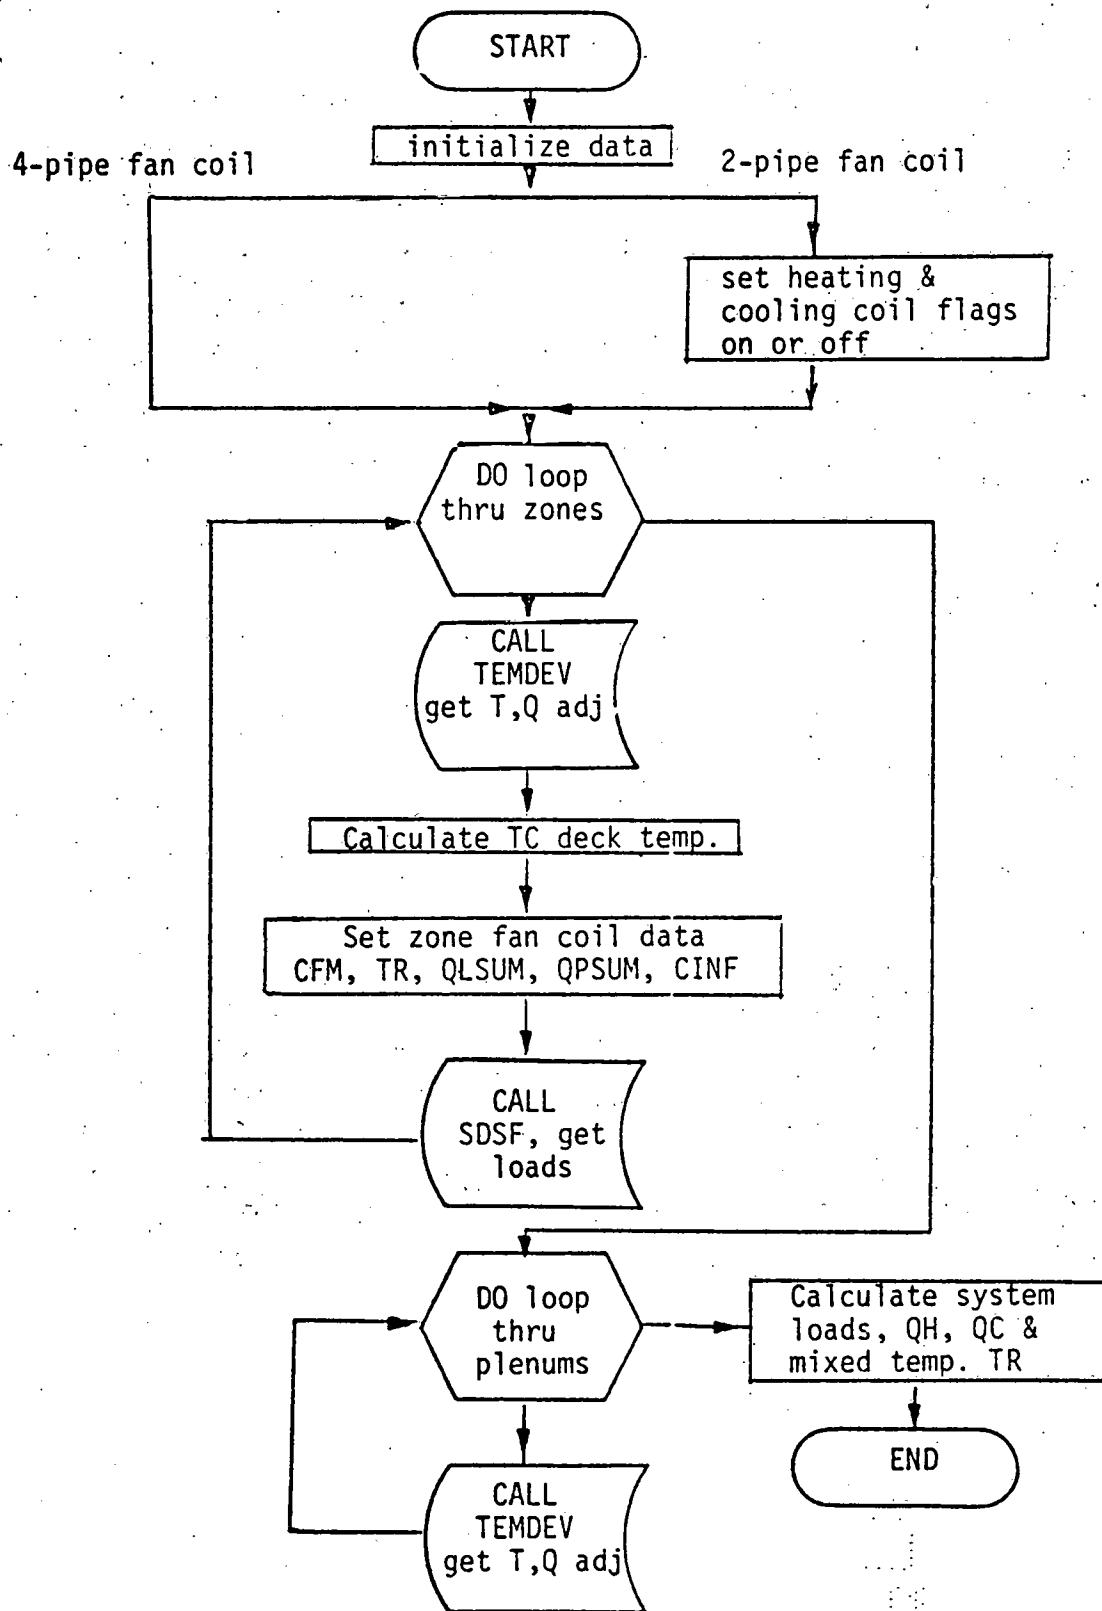 START
initialize data
4-pipe fan coil
2-pipe fan coil
set heating &
cooling coil flags
on or off
DO loop
thru zones
CALL
TEMDEV
get T,Q adj
Calculate TC deck temp.
Set zone fan coil data
CFM, TR, QLSUM, QPSUM, CINF
CALL
SDSF, get
loads
DO loop
thru
plenums
Calculate system
loads, QH, QC &
mixed temp. TR
END
CALL
TEMDEV
get T,Q adj